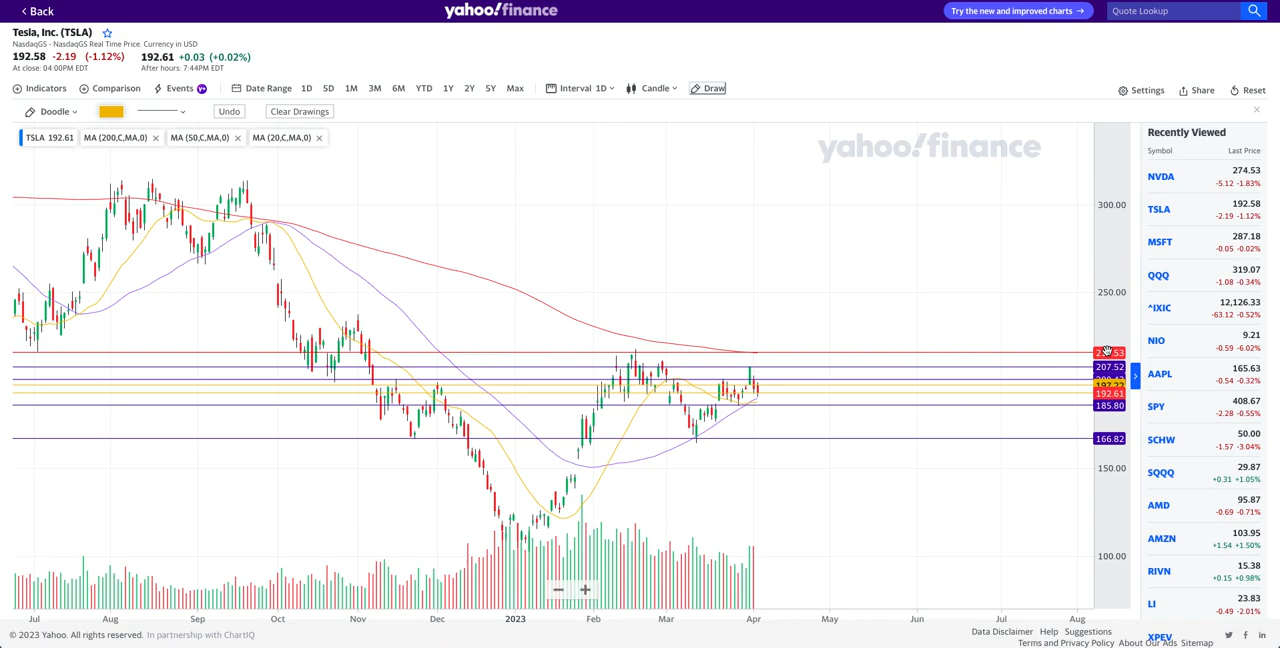 Back
yahoo!finance
Try the new and improved charts →
Quote Lookup
Tesla, Inc. (TSLA)
NasdaqGS - NasdaqGS Real Time Price. Currency in USD
192.58 -2.19 (-1.12%) 192.61 +0.03 (+0.02%)
At close: 04:00PM EDT After hours: 7:44PM EDT
Indicators Comparison Events Y+ Date Range 1D 5D 1M 3M 6M YTD 1Y 2Y 5Y Max Interval 1D Candle Draw Settings Share Reset
Doodle Undo Clear Drawings
TSLA 192.61 MA (200,C,MA,0) MA (50,C,MA,0) MA (20,C,MA,0)
yahoo!finance
300.00
250.00
207.52
192.61
185.80
166.82
150.00
100.00
Jul Aug Sep Oct Nov Dec 2023 Feb Mar Apr May Jun Jul Aug
Recently Viewed
Symbol Last Price
NVDA 274.53
-5.12 -1.83%
TSLA 192.58
-2.19 -1.12%
MSFT 287.18
-0.05 -0.02%
QQQ 319.07
-1.08 -0.34%
^IXIC 12,126.33
-63.12 -0.52%
NIO 9.21
-0.59 -6.02%
AAPL 165.63
-0.54 -0.32%
SPY 408.67
-2.28 -0.55%
SCHW 50.00
-1.57 -3.04%
SQQQ 29.87
+0.31 +1.05%
AMD 95.87
-0.69 -0.71%
AMZN 103.95
+1.54 +1.50%
RIVN 15.38
+0.15 +0.98%
LI 23.83
-0.49 -2.01%
XPEV
© 2023 Yahoo. All rights reserved. In partnership with ChartIQ
Data Disclaimer Help Suggestions
Terms and Privacy Policy About Our Ads Sitemap